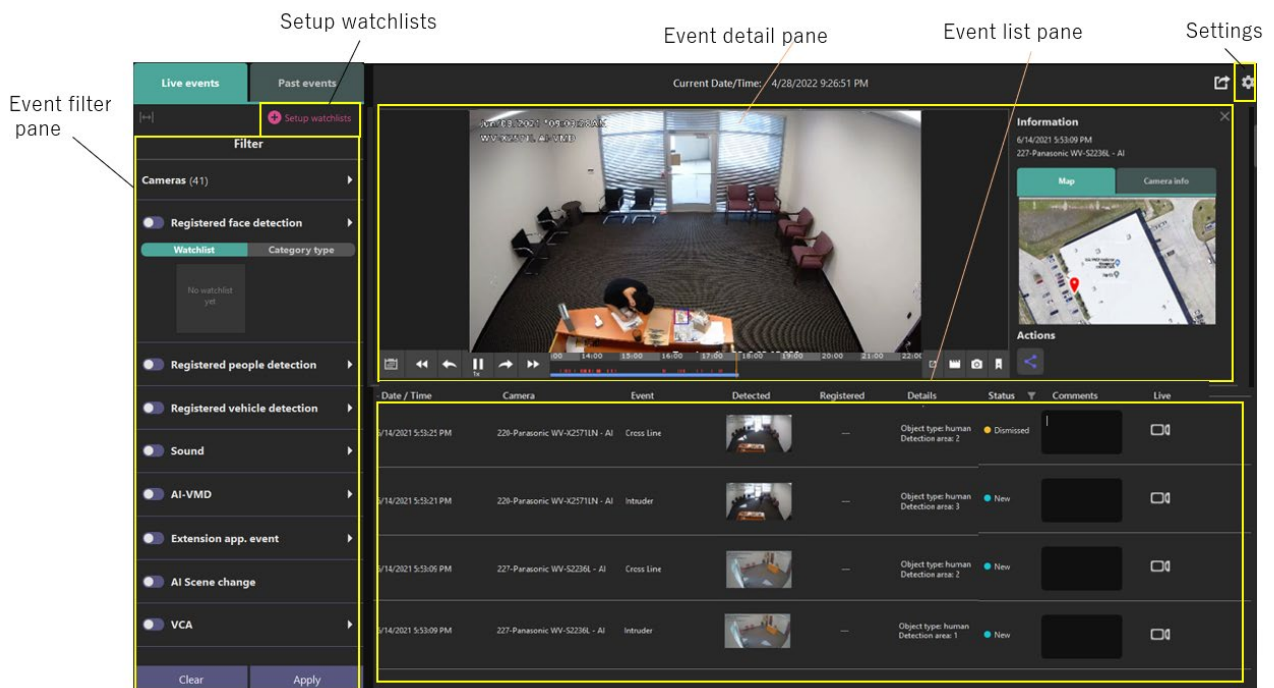 Setup watchlists
Event detail pane
Event list pane
Settings
Event filter
pane
Live events
Past events
Current Date/Time: 4/28/2022 9:26:51 PM
Setup watchlists
Filter
Cameras (41)
Registered face detection
Watchlist
Category type
No watchlist
yet
Registered people detection
Registered vehicle detection
Sound
AI-VMD
Extension app. event
AI Scene change
VCA
Clear
Apply
Information
6/14/2021 5:53:09 PM
227-Panasonic WV-S2236L - AI
Map
Camera info
Actions
1x
:00 14:00 15:00 16:00 17:00 18:00 19:00 20:00 21:00 22:00
Date / Time Camera Event Detected Registered Details Status Comments Live
6/14/2021 5:53:25 PM 220-Panasonic WV-X2571LN - AI Cross Line — Object type: human Dismissed
Detection area: 2
6/14/2021 5:53:21 PM 220-Panasonic WV-X2571LN - AI Intruder — Object type: human New
Detection area: 3
6/14/2021 5:53:09 PM 227-Panasonic WV-S2236L - AI Cross Line — Object type: human New
Detection area: 2
6/14/2021 5:53:09 PM 227-Panasonic WV-S2236L - AI Intruder — Object type: human New
Detection area: 1